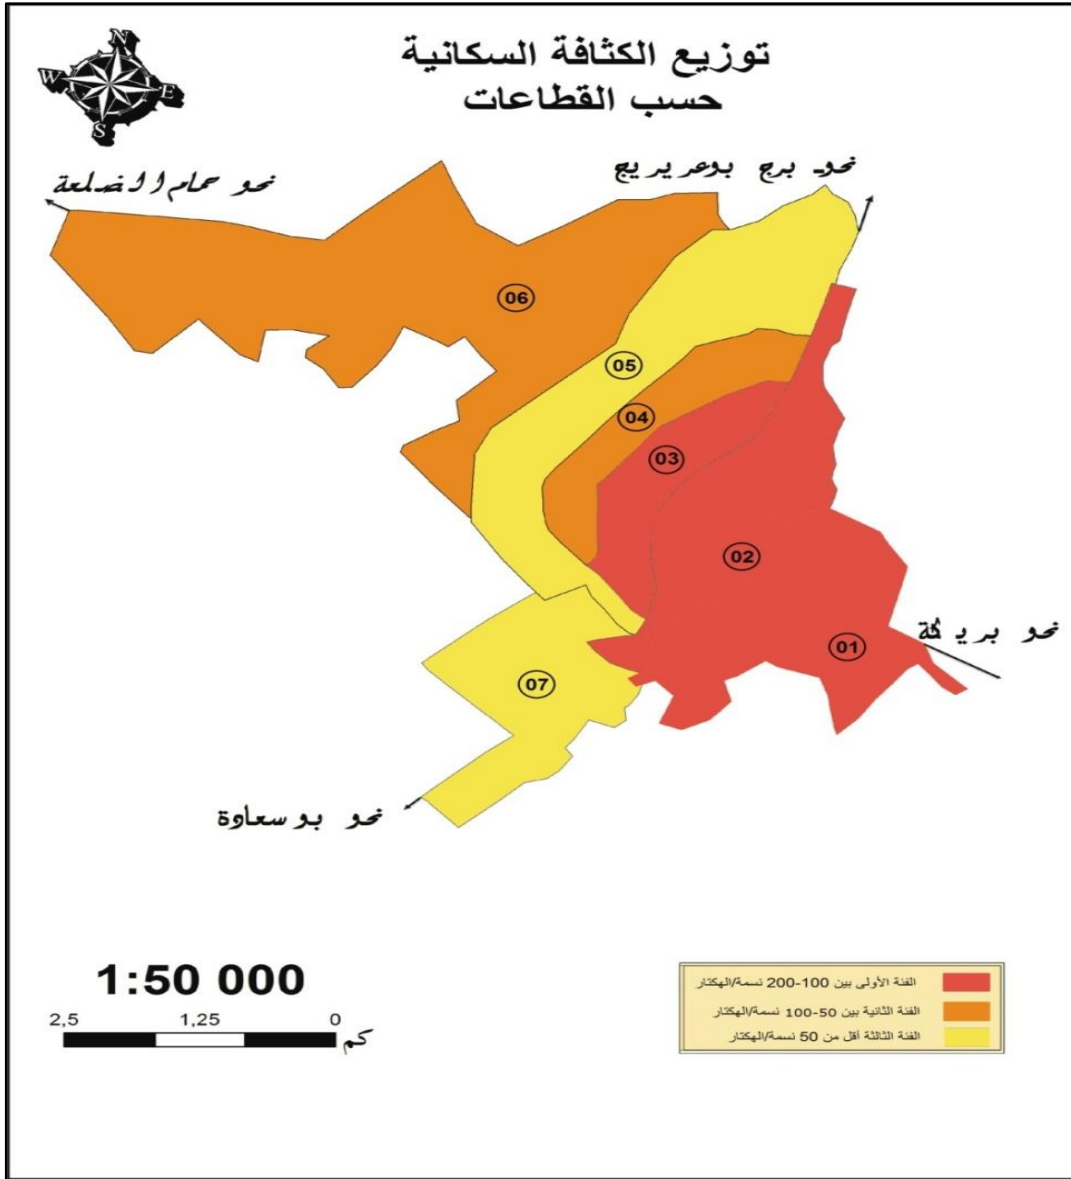 توزيع الكثافة السكانية
حسب القطاعات
N
W
E
S
نحو برج بوعريريج
نحو حمام الضلعة
06
05
04
03
02
01
نحو بريكة
07
نحو بوسعادة
1:50 000
2,5 1,25 0
كم
الفئة الأولى بين 100-200 نسمة/الهكتار
الفئة الثانية بين 50-100 نسمة/الهكتار
الفئة الثالثة أقل من 50 نسمة/الهكتار